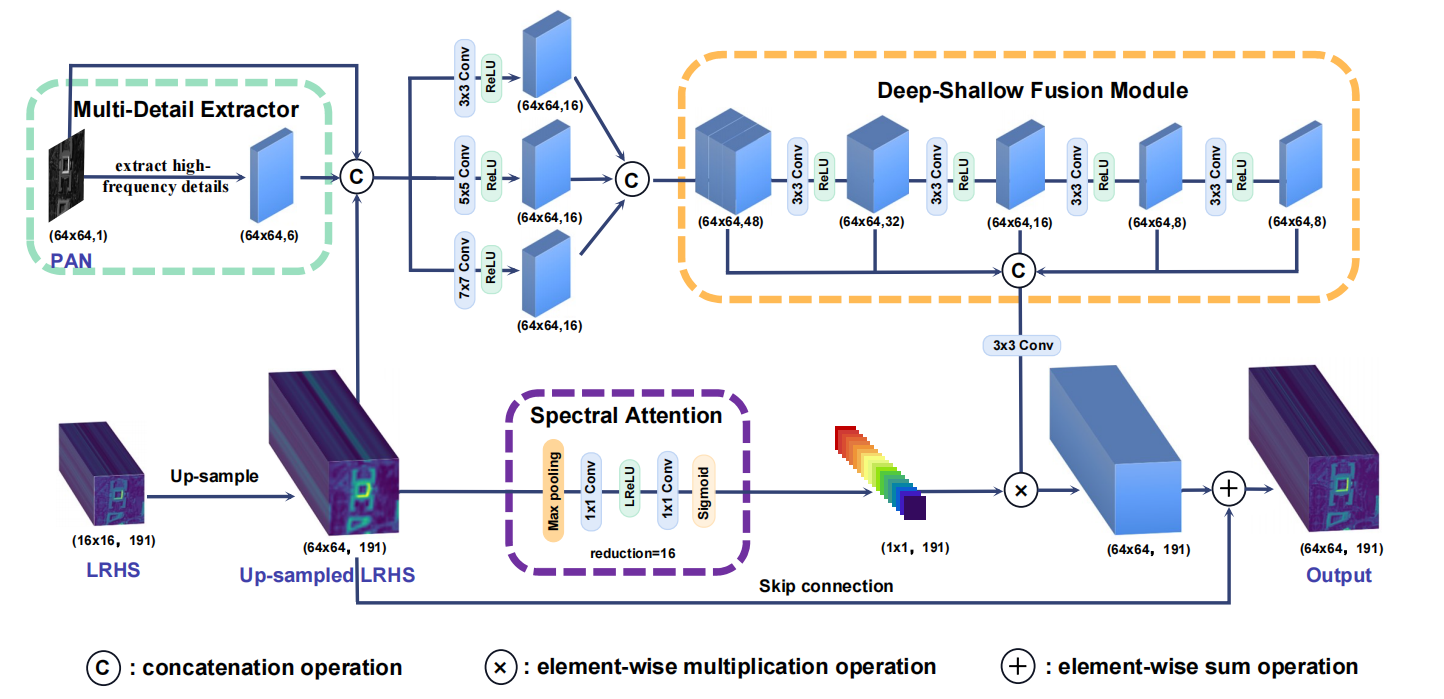 Multi-Detail Extractor
extract high-
frequency details
(64x64,1)
(64x64,6)
PAN
C
3x3 Conv
ReLU
(64x64,16)
5x5 Conv
ReLU
(64x64,16)
7x7 Conv
ReLU
(64x64,16)
C
Deep-Shallow Fusion Module
3x3 Conv
ReLU
3x3 Conv
ReLU
3x3 Conv
ReLU
3x3 Conv
ReLU
(64x64,48)
(64x64,32)
(64x64,16)
(64x64,8)
(64x64,8)
C
3x3 Conv
Up-sample
(16x16, 191)
LRHS
(64x64, 191)
Up-sampled LRHS
Spectral Attention
Max pooling
1x1 Conv
LReLU
1x1 Conv
Sigmoid
reduction=16
(1x1, 191)
×
(64x64, 191)
+
(64x64, 191)
Output
Skip connection
C : concatenation operation
× : element-wise multiplication operation
+ : element-wise sum operation